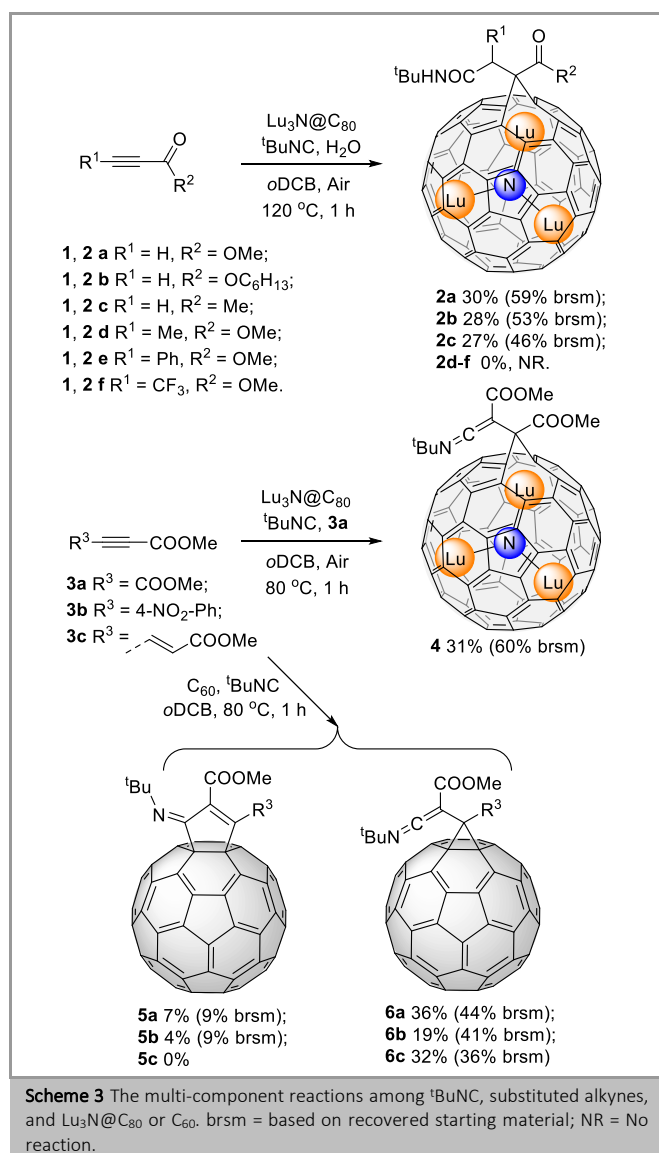 R¹
O
ᵗBuHNOC
R²
Lu₃N@C₈₀
ᵗBuNC, H₂O
oDCB, Air
120 °C, 1 h
R¹
O
R²
Lu
N
Lu
Lu
1, 2 a R¹ = H, R² = OMe;
1, 2 b R¹ = H, R² = OC₆H₁₃;
1, 2 c R¹ = H, R² = Me;
1, 2 d R¹ = Me, R² = OMe;
1, 2 e R¹ = Ph, R² = OMe;
1, 2 f R¹ = CF₃, R² = OMe.
2a 30% (59% brsm);
2b 28% (53% brsm);
2c 27% (46% brsm);
2d-f 0%, NR.
COOMe
COOMe
ᵗBuN=C
Lu₃N@C₈₀
ᵗBuNC, 3a
oDCB, Air
80 °C, 1 h
R³
COOMe
Lu
N
Lu
Lu
3a R³ = COOMe;
3b R³ = 4-NO₂-Ph;
3c R³ =
COOMe
4 31% (60% brsm)
C₆₀, ᵗBuNC
oDCB, 80 °C, 1 h
ᵗBu
N
COOMe
R³
COOMe
R³
ᵗBuN=C
5a 7% (9% brsm);
5b 4% (9% brsm);
5c 0%
6a 36% (44% brsm);
6b 19% (41% brsm);
6c 32% (36% brsm)
Scheme 3 The multi-component reactions among ᵗBuNC, substituted alkynes,
and Lu₃N@C₈₀ or C₆₀. brsm = based on recovered starting material; NR = No
reaction.